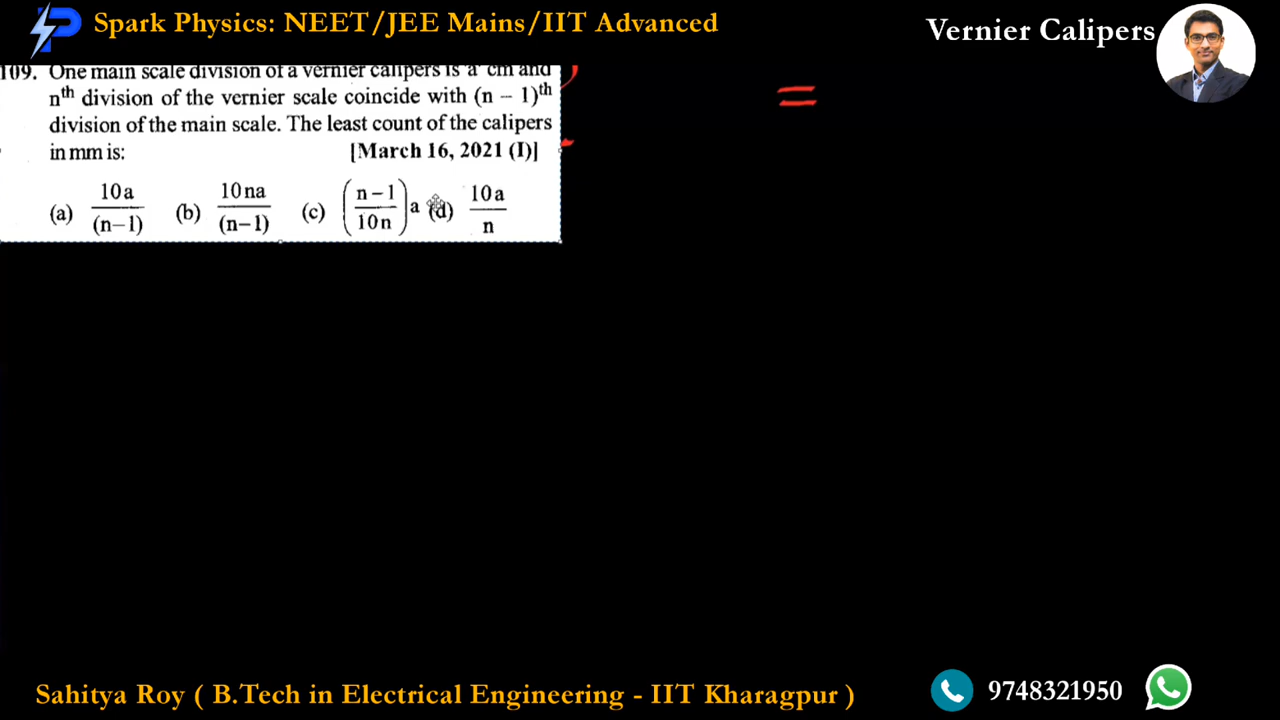 Spark Physics: NEET/JEE Mains/IIT Advanced
Vernier Calipers
109. One main scale division of a vernier calipers is a cm and
nth division of the vernier scale coincide with (n − 1)th
division of the main scale. The least count of the calipers
in mm is: [March 16, 2021 (I)]
(a) 10a/(n−1) (b) 10na/(n−1) (c) (n−1/10n)a (d) 10a/n
=
Sahitya Roy ( B.Tech in Electrical Engineering - IIT Kharagpur )
9748321950